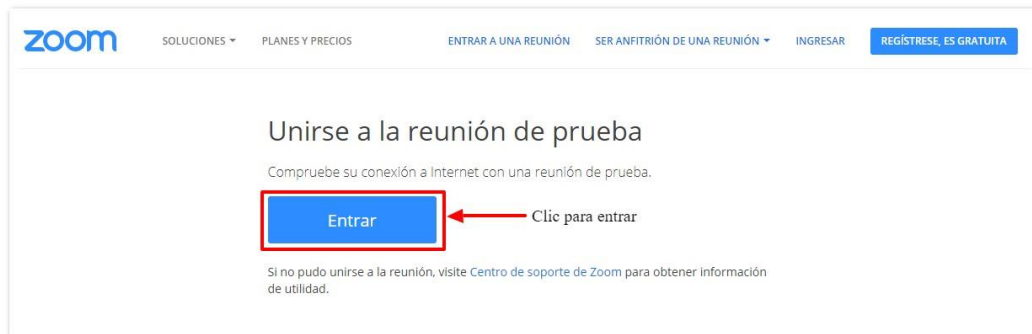 zoom SOLUCIONES PLANES Y PRECIOS ENTRAR A UNA REUNIÓN SER ANFITRIÓN DE UNA REUNIÓN INGRESAR REGÍSTRESE, ES GRATUITA
Unirse a la reunión de prueba
Compruebe su conexión a Internet con una reunión de prueba.
Entrar Clic para entrar
Si no pudo unirse a la reunión, visite Centro de soporte de Zoom para obtener información
de utilidad.